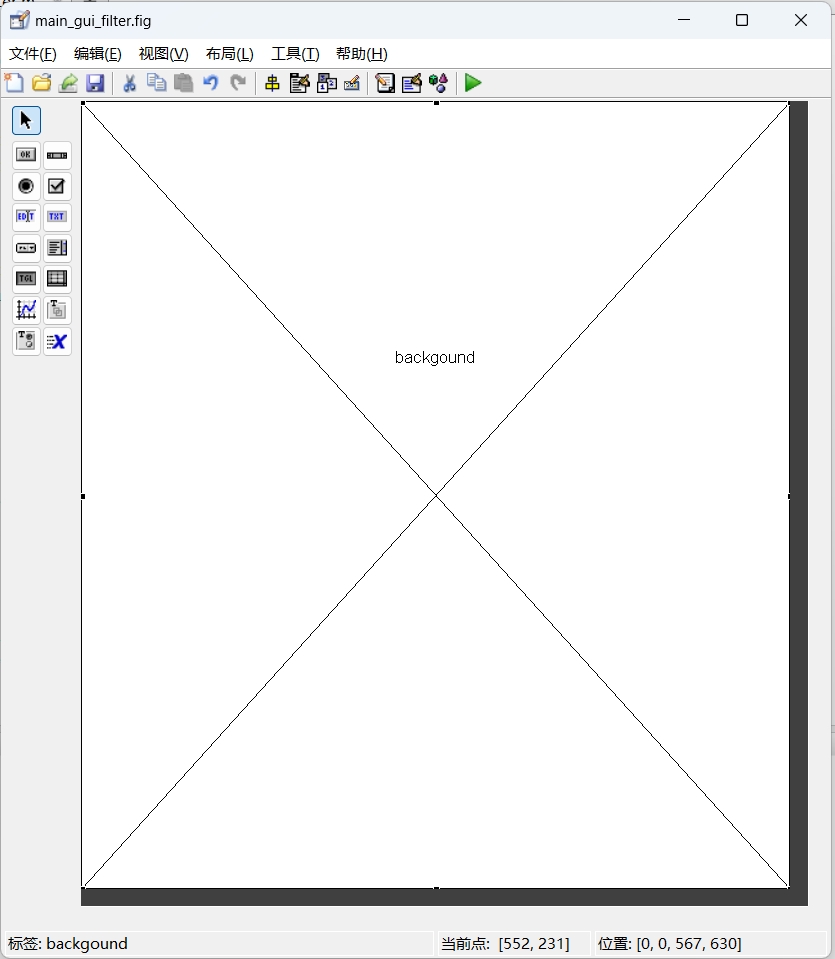 main_gui_filter.fig
文件(F) 编辑(E) 视图(V) 布局(L) 工具(T) 帮助(H)
OK
EDIT TXT
TGL
backgound
标签: backgound 当前点: [552, 231] 位置: [0, 0, 567, 630]